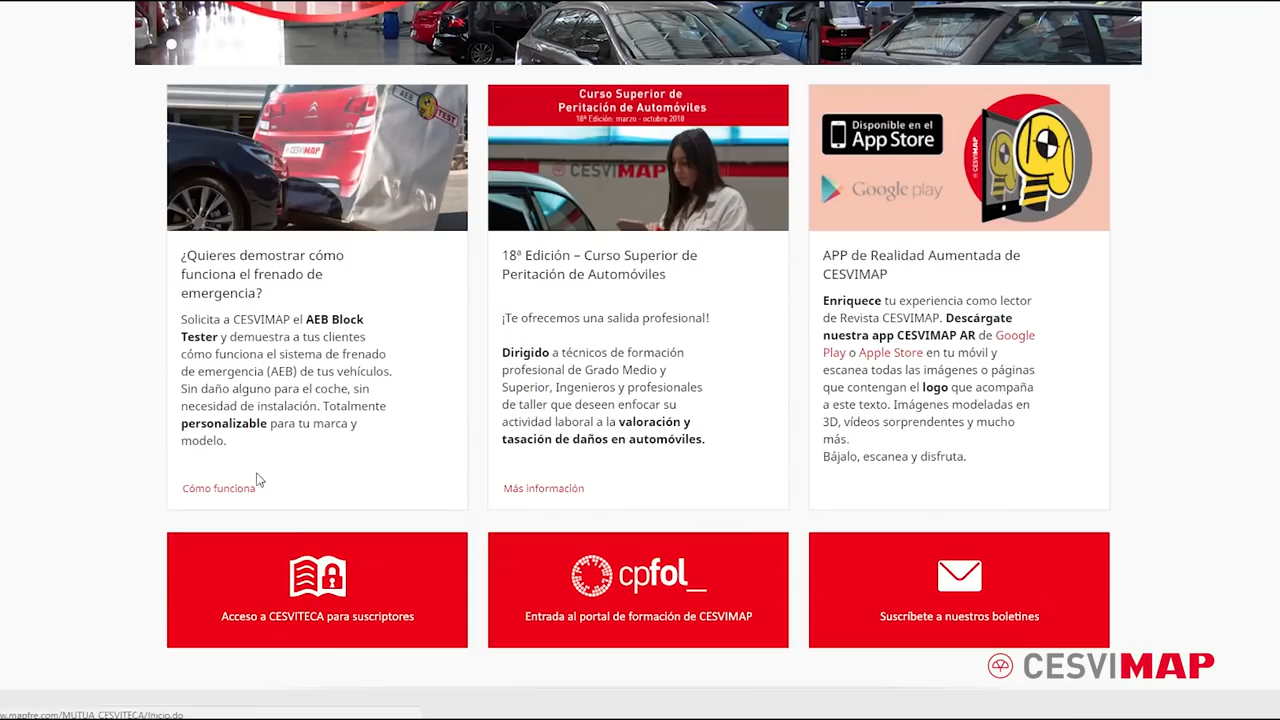 AEB
TEST
CESVIMAP
¿Quieres demostrar cómo
funciona el frenado de
emergencia?
Solicita a CESVIMAP el AEB Block
Tester y demuestra a tus clientes
cómo funciona el sistema de frenado
de emergencia (AEB) de tus vehículos.
Sin daño alguno para el coche, sin
necesidad de instalación. Totalmente
personalizable para tu marca y
modelo.
Cómo funciona
Curso Superior de
Peritación de Automóviles
18ª Edición: marzo - octubre 2018
CESVIMAP
18ª Edición – Curso Superior de
Peritación de Automóviles
¡Te ofrecemos una salida profesional!
Dirigido a técnicos de formación
profesional de Grado Medio y
Superior, Ingenieros y profesionales
de taller que deseen enfocar su
actividad laboral a la valoración y
tasación de daños en automóviles.
Más información
Disponible en el
App Store
Google play
CESVIMAP
APP de Realidad Aumentada de
CESVIMAP
Enriquece tu experiencia como lector
de Revista CESVIMAP. Descárgate
nuestra app CESVIMAP AR de Google
Play o Apple Store en tu móvil y
escanea todas las imágenes o páginas
que contengan el logo que acompaña
a este texto. Imágenes modeladas en
3D, vídeos sorprendentes y mucho
más.
Bájalo, escanea y disfruta.
Acceso a CESVITECA para suscriptores
cpfol_
Entrada al portal de formación de CESVIMAP
Suscríbete a nuestros boletines
CESVIMAP
w.mapfre.com/MUTUA_CESVITECA/Inicio.do